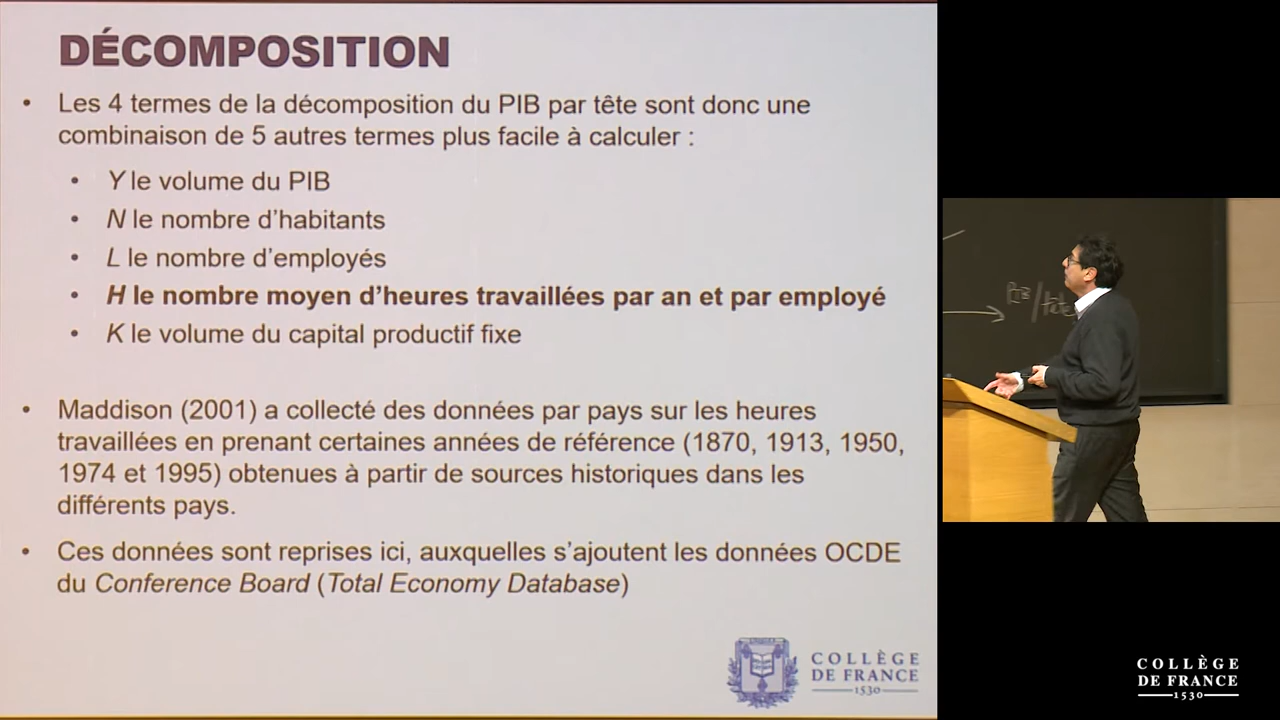 DÉCOMPOSITION
• Les 4 termes de la décomposition du PIB par tête sont donc une
combinaison de 5 autres termes plus facile à calculer :
• Y le volume du PIB
• N le nombre d'habitants
• L le nombre d'employés
• H le nombre moyen d'heures travaillées par an et par employé
• K le volume du capital productif fixe
• Maddison (2001) a collecté des données par pays sur les heures
travaillées en prenant certaines années de référence (1870, 1913, 1950,
1974 et 1995) obtenues à partir de sources historiques dans les
différents pays.
• Ces données sont reprises ici, auxquelles s'ajoutent les données OCDE
du Conference Board (Total Economy Database)
COLLÈGE
DE FRANCE
1530
PIB/tête
COLLÈGE
DE FRANCE
1530